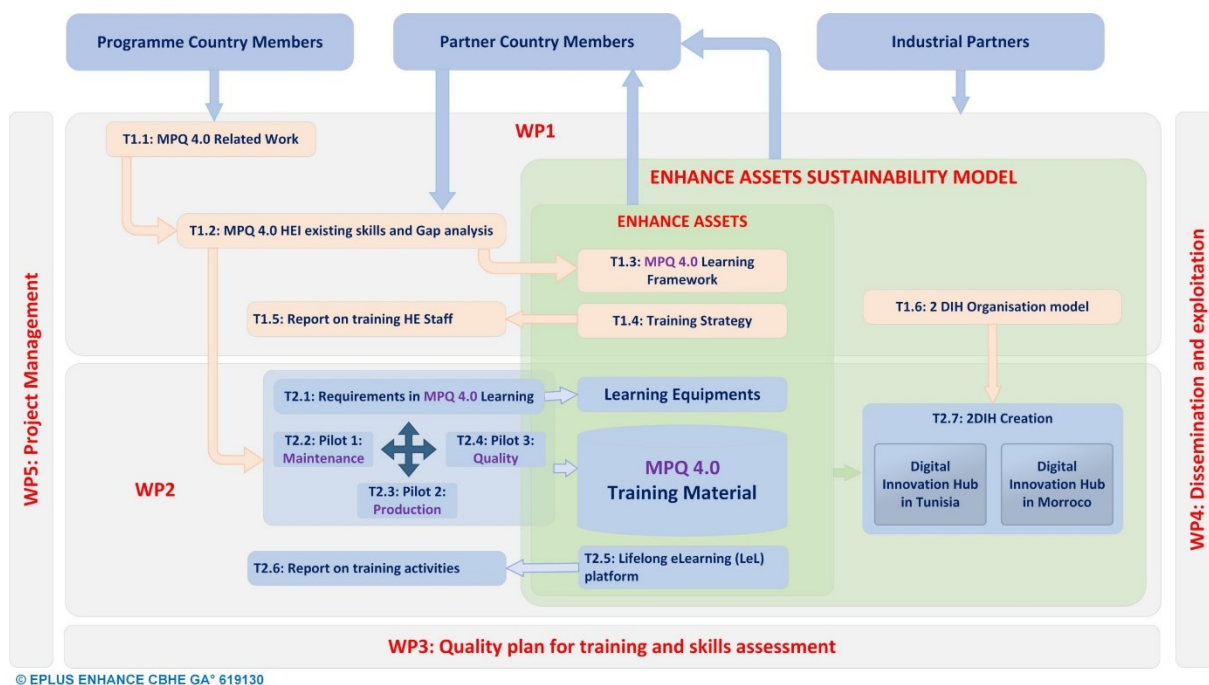 Programme Country Members
Partner Country Members
Industrial Partners
WP5: Project Management
WP4: Dissemination and exploitation
WP1
T1.1: MPQ 4.0 Related Work
ENHANCE ASSETS SUSTAINABILITY MODEL
ENHANCE ASSETS
T1.2: MPQ 4.0 HEI existing skills and Gap analysis
T1.3: MPQ 4.0 Learning
Framework
T1.5: Report on training HE Staff
T1.4: Training Strategy
T1.6: 2 DIH Organisation model
WP2
T2.1: Requirements in MPQ 4.0 Learning
Learning Equipments
T2.2: Pilot 1:
Maintenance
T2.4: Pilot 3:
Quality
T2.3: Pilot 2:
Production
MPQ 4.0
Training Material
T2.7: 2DIH Creation
Digital
Innovation Hub
in Tunisia
Digital
Innovation Hub
in Morroco
T2.6: Report on training activities
T2.5: Lifelong eLearning (LeL)
platform
WP3: Quality plan for training and skills assessment
© EPLUS ENHANCE CBHE GA° 619130